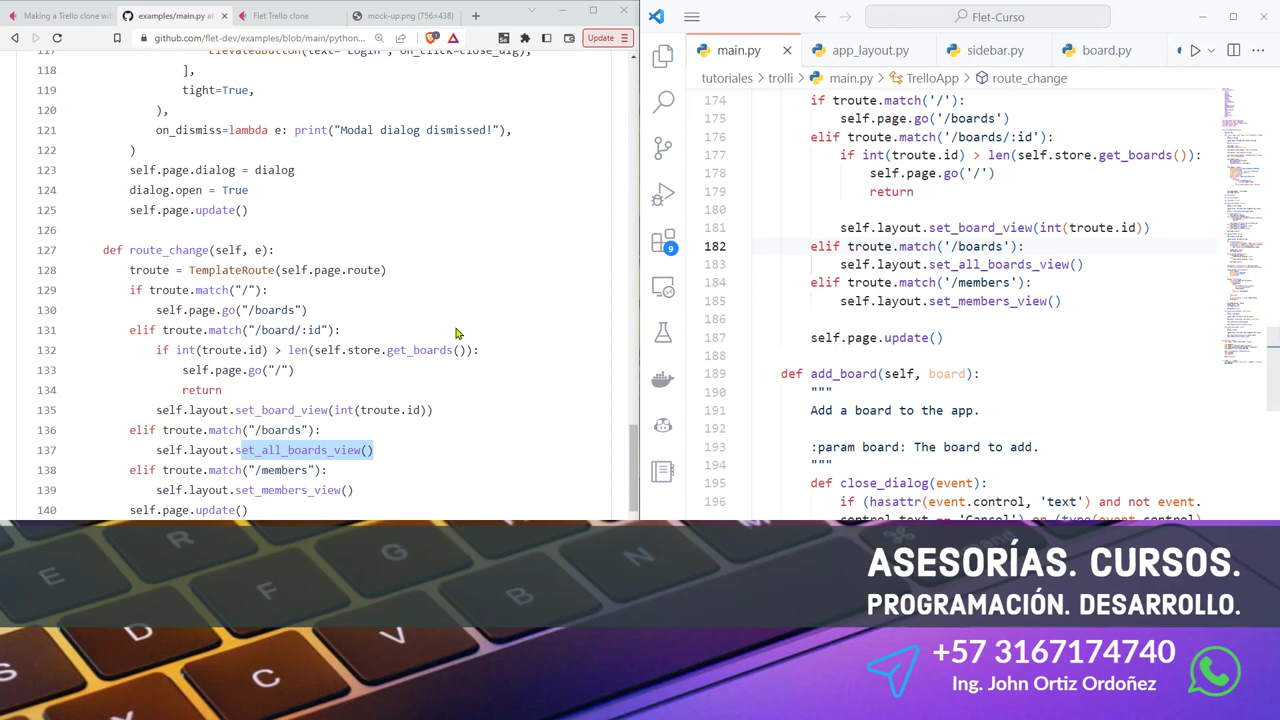 Making a Trello clone wit
examples/main.py at
Flet Trello clone
mock-up.png (756×438)
github.com/flet-dev/examples/blob/main/python...
Update
118
],
119
tight=True,
120
),
121
on_dismiss=lambda e: print("Modal dialog dismissed!"),
122
)
123
self.page.dialog = dialog
124
dialog.open = True
125
self.page.update()
126
127
def route_change(self, e):
128
troute = TemplateRoute(self.page.route)
129
if troute.match("/"):
130
self.page.go("/boards")
131
elif troute.match("/board/:id"):
132
if int(troute.id) > len(self.store.get_boards()):
133
self.page.go("/")
134
return
135
self.layout.set_board_view(int(troute.id))
136
elif troute.match("/boards"):
137
self.layout.set_all_boards_view()
138
elif troute.match("/members"):
139
self.layout.set_members_view()
140
self.page.update()
Flet-Curso
main.py
app_layout.py
sidebar.py
board.py
tutoriales
trolli
main.py
TrelloApp
route_change
174
if troute.match('/'):
175
self.page.go('/boards')
176
elif troute.match('/boards/:id'):
177
if int(troute.id) > len(self.store.get_boards()):
178
self.page.go('/')
179
return
180
181
self.layout.set_board_view(int(troute.id))
182
elif troute.match('/boards'):
183
self.layout.set_all_boards_view()
184
elif troute.match('/members'):
185
self.layout.set_members_view()
186
187
self.page.update()
188
189
def add_board(self, board):
190
"""
191
Add a board to the app.
192
193
:param board: The board to add.
194
"""
195
def close_dialog(event):
196
if (hasattr(event.control, 'text') and not event.
control.text == 'Cancel') or (type(event.control)
9
ASESORÍAS. CURSOS.
PROGRAMACIÓN. DESARROLLO.
+57 3167174740
Ing. John Ortiz Ordoñez